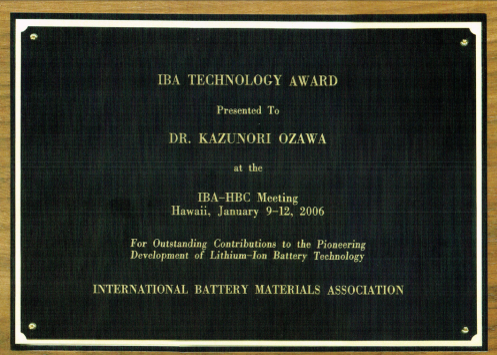 IBA TECHNOLOGY AWARD
Presented To
DR. KAZUNORI OZAWA
at the
IBA-HBC Meeting
Hawaii, January 9-12, 2006
For Outstanding Contributions to the Pioneering
Development of Lithium-Ion Battery Technology
INTERNATIONAL BATTERY MATERIALS ASSOCIATION